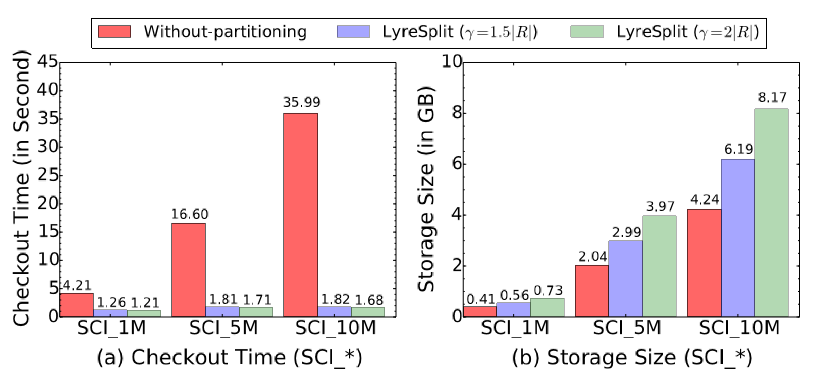 Without-partitioning LyreSplit (γ=1.5|R|) LyreSplit (γ=2|R|)
Checkout Time (in Second)
45
40
35
30
25
20
15
10
5
0
4.21 1.26 1.21
16.60 1.81 1.71
35.99 1.82 1.68
SCI_1M SCI_5M SCI_10M
(a) Checkout Time (SCI_*)
Storage Size (in GB)
10
8
6
4
2
0
0.41 0.56 0.73
2.04 2.99 3.97
4.24 6.19 8.17
SCI_1M SCI_5M SCI_10M
(b) Storage Size (SCI_*)